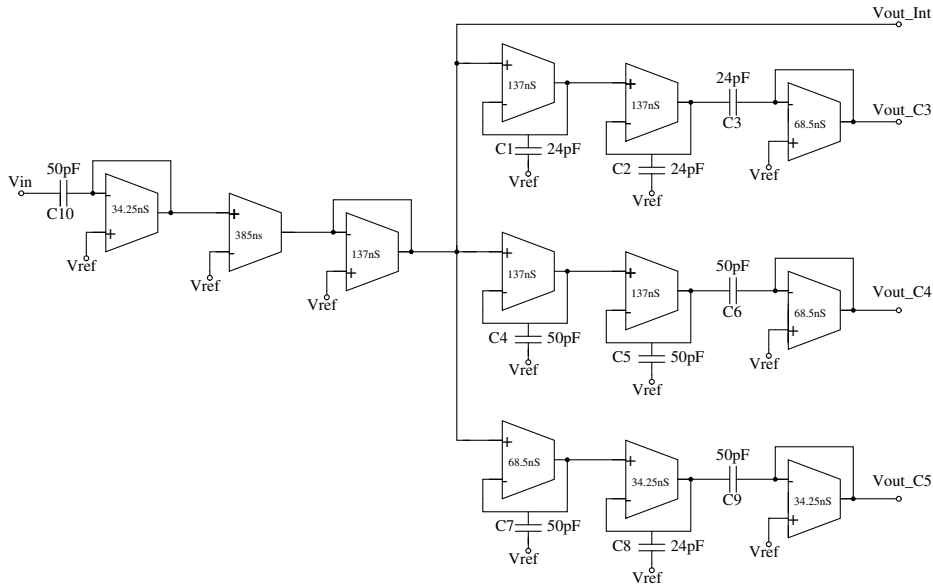 Vout_Int
137nS
C1
24pF
Vref
137nS
C2
24pF
Vref
24pF
C3
68.5nS
Vref
Vout_C3
Vin
50pF
C10
34.25nS
Vref
385ns
Vref
137nS
Vref
137nS
C4
50pF
Vref
137nS
C5
50pF
Vref
50pF
C6
68.5nS
Vref
Vout_C4
68.5nS
C7
50pF
Vref
34.25nS
C8
24pF
Vref
50pF
C9
34.25nS
Vref
Vout_C5